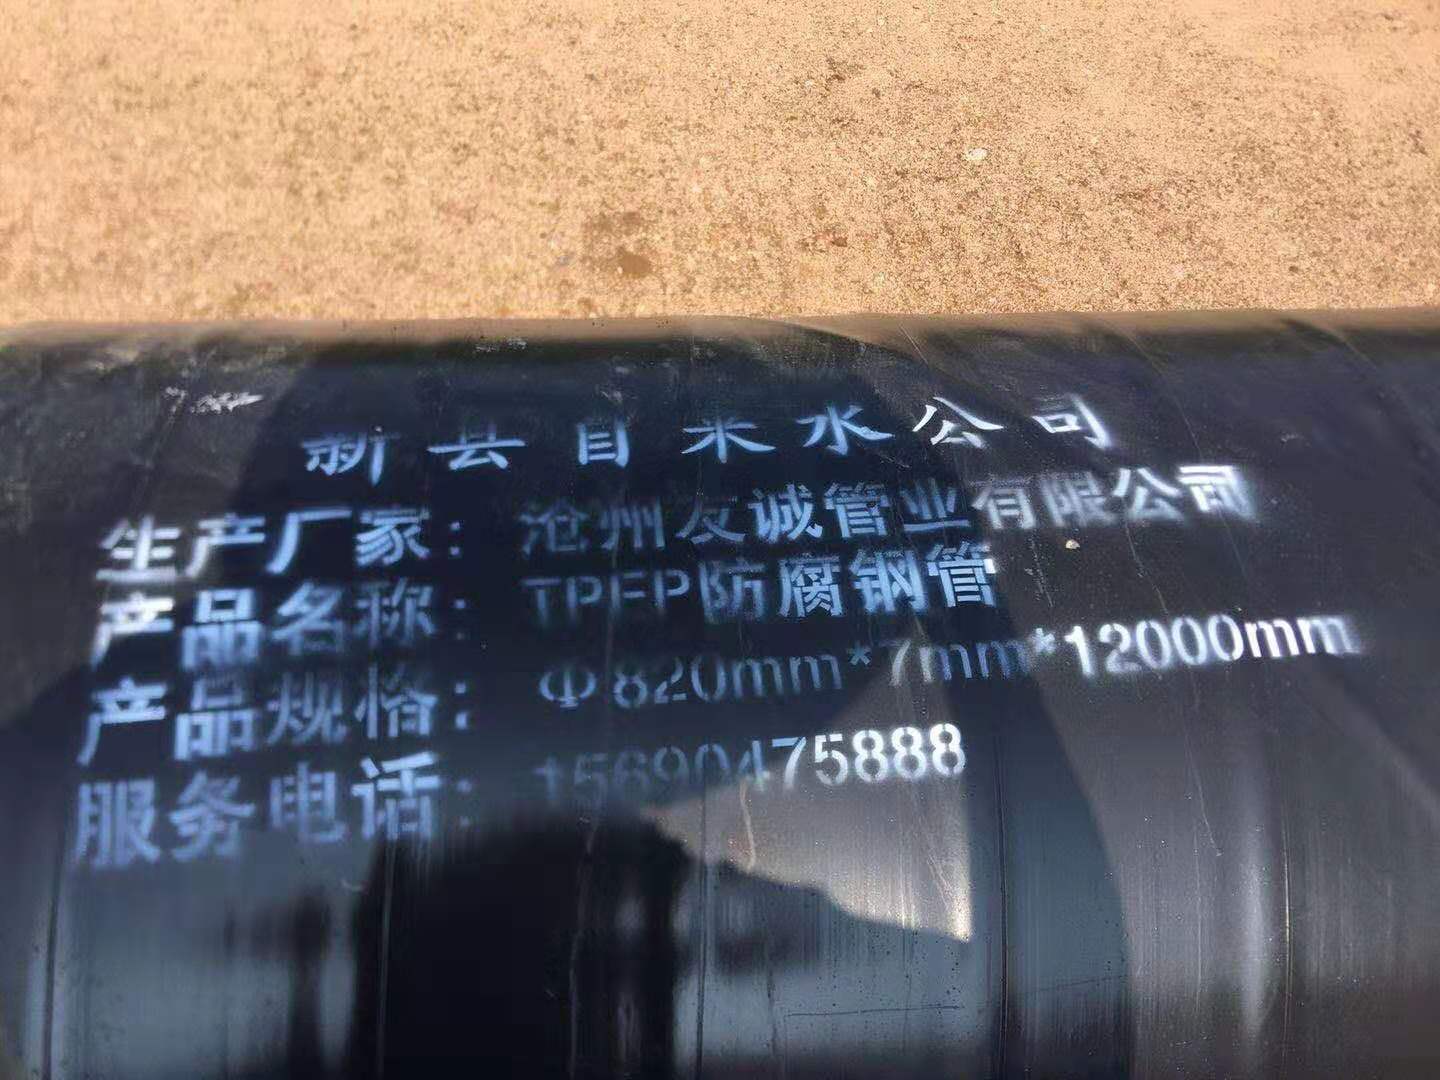 新县自来水公司
生产厂家：沧州友诚管业有限公司
产品名称：TPEP防腐钢管
产品规格：Φ820mm*7mm*12000mm
服务电话：15690475888